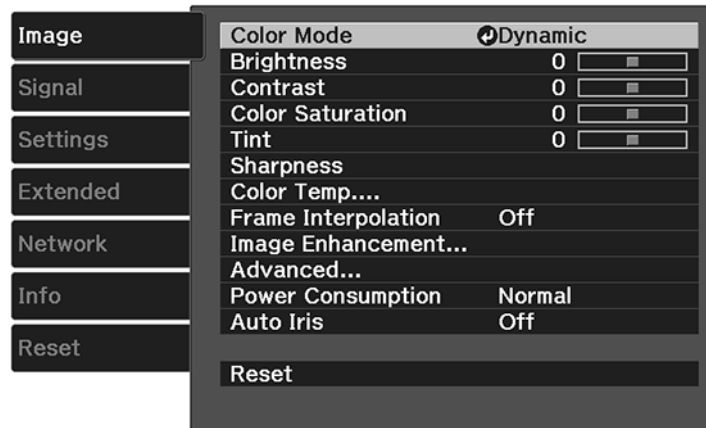 Image
Signal
Settings
Extended
Network
Info
Reset
Color Mode Dynamic
Brightness 0
Contrast 0
Color Saturation 0
Tint 0
Sharpness
Color Temp....
Frame Interpolation Off
Image Enhancement...
Advanced...
Power Consumption Normal
Auto Iris Off
Reset